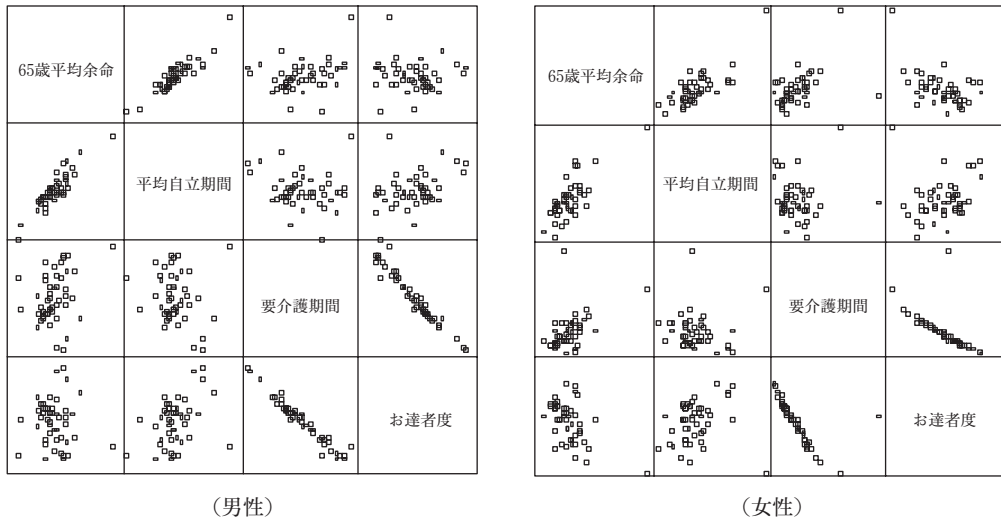 65歳平均余命
平均自立期間
要介護期間
お達者度
(男性)
65歳平均余命
平均自立期間
要介護期間
お達者度
(女性)